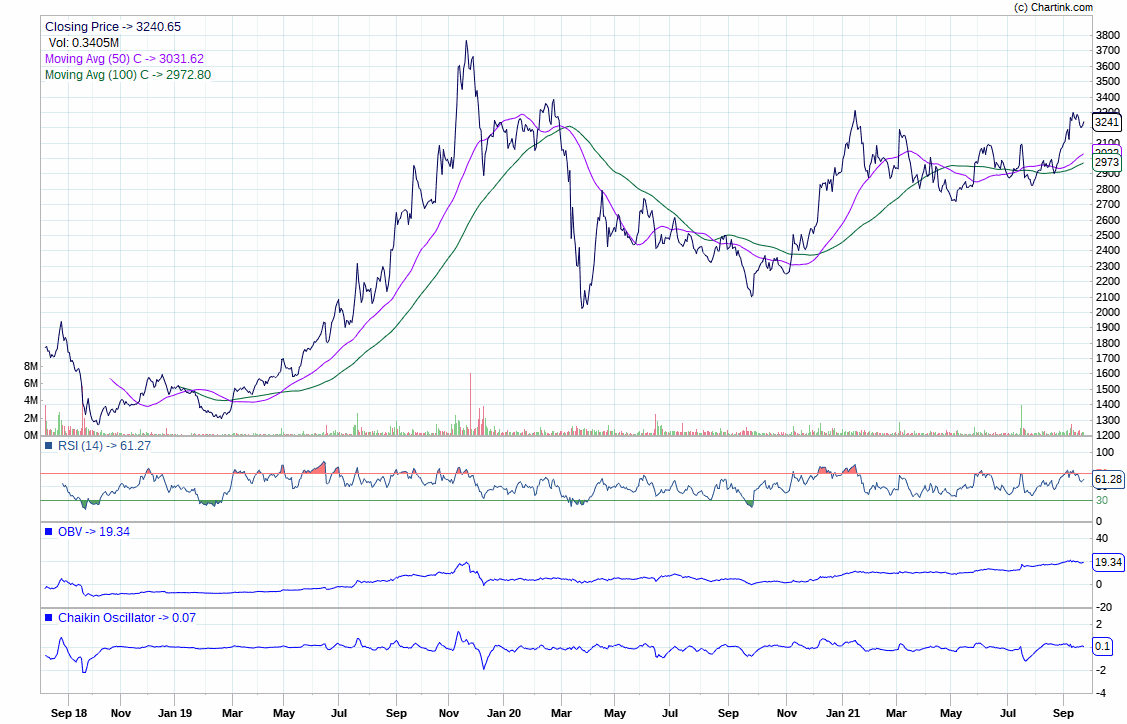 (c) Chartink.com
Closing Price -> 3240.65
Vol: 0.3405M
Moving Avg (50) C -> 3031.62
Moving Avg (100) C -> 2972.80
3800
3700
3600
3500
3400
3241
2973
2800
2700
2600
2500
2400
2300
2200
2100
2000
1900
1800
1700
1600
1500
1400
1300
1200
8M
6M
4M
2M
0M
RSI (14) -> 61.27
100
61.28
30
0
OBV -> 19.34
40
19.34
0
-20
Chaikin Oscillator -> 0.07
2
0.1
-2
-4
Sep 18 Nov Jan 19 Mar May Jul Sep Nov Jan 20 Mar May Jul Sep Nov Jan 21 Mar May Jul Sep